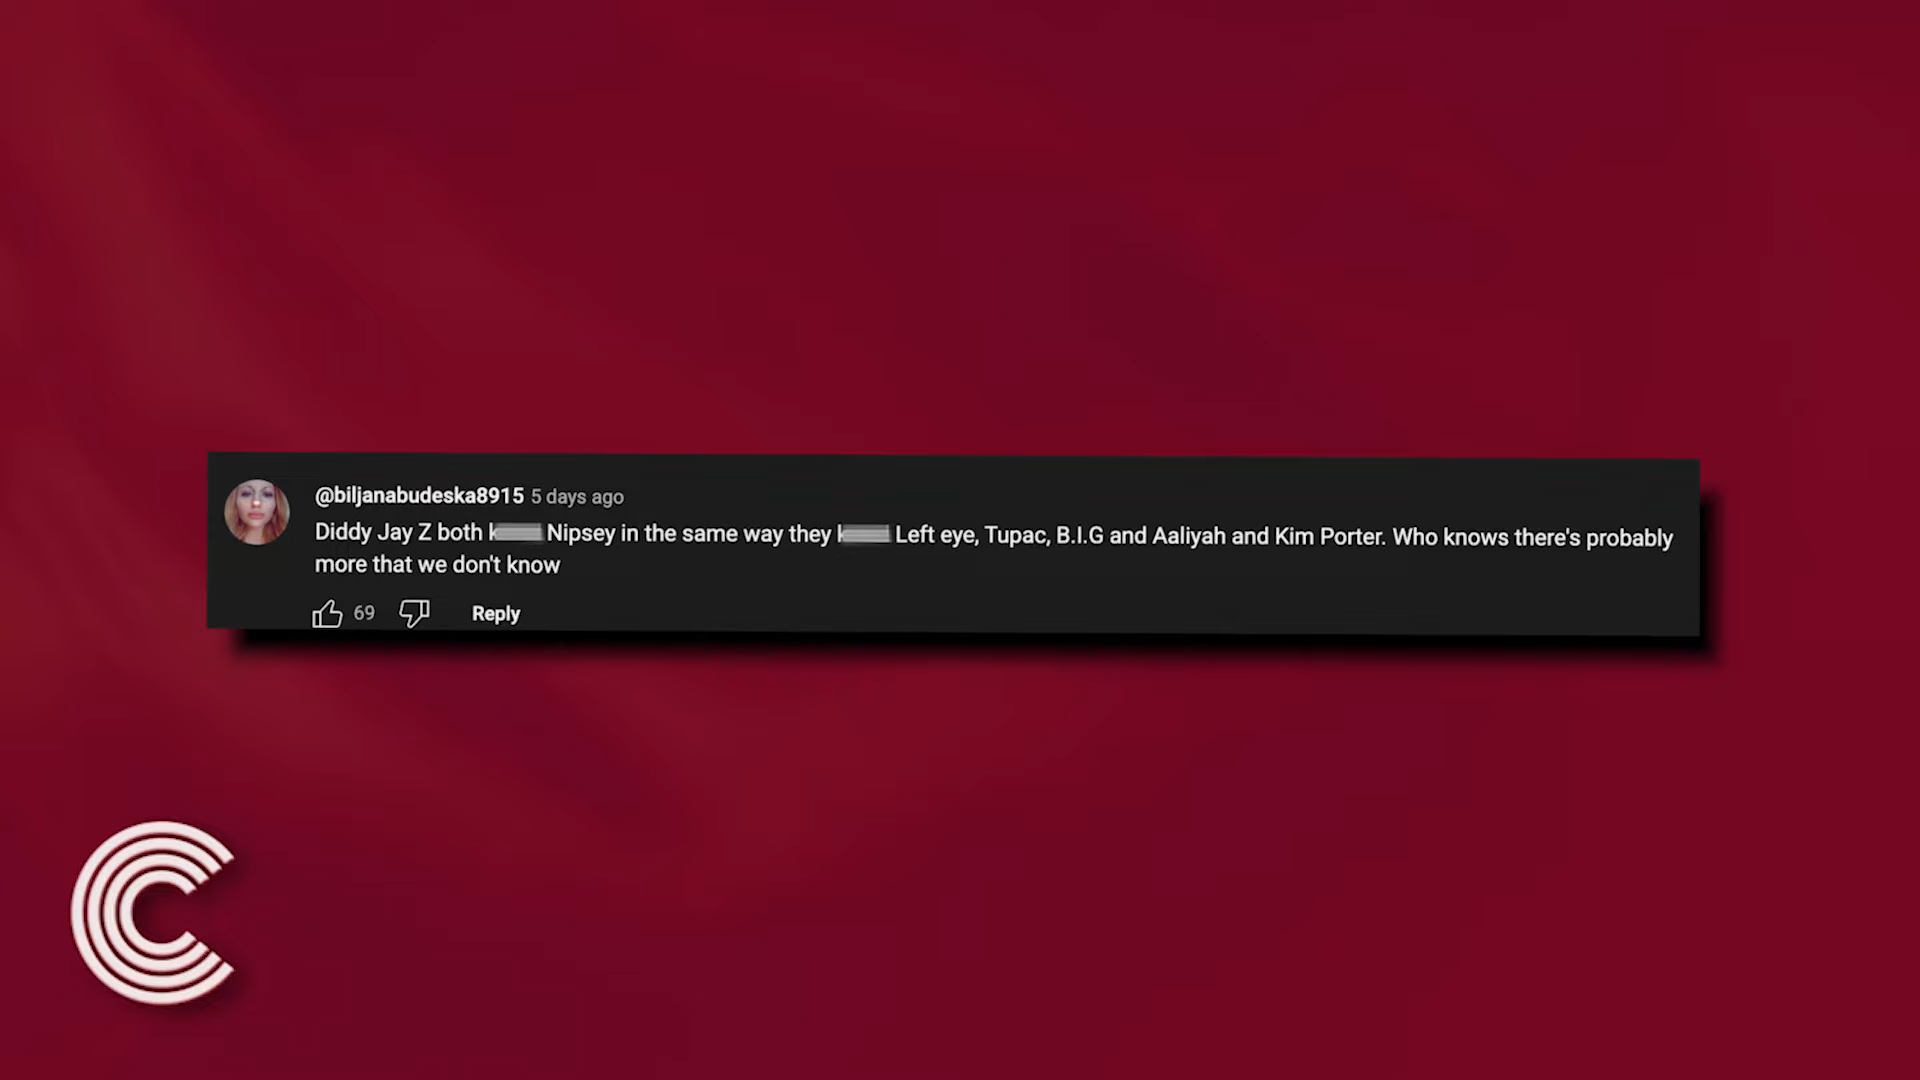 @biljanabudeska8915 5 days ago
Diddy Jay Z both k Nipsey in the same way they k Left eye, Tupac, B.I.G and Aaliyah and Kim Porter. Who knows there's probably
more that we don't know
69 Reply